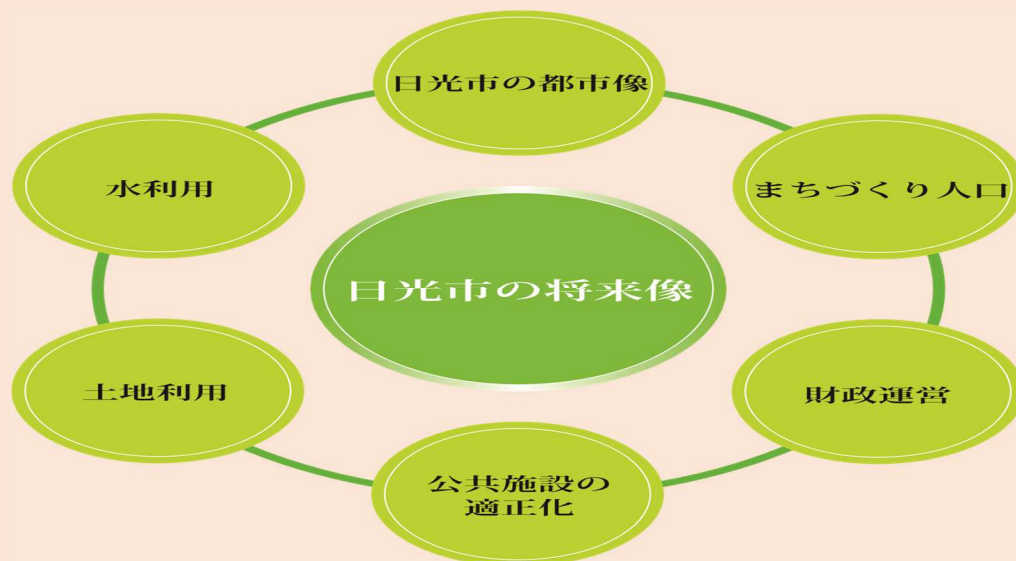 日光市の都市像
まちづくり人口
財政運営
公共施設の
適正化
土地利用
水利用
日光市の将来像